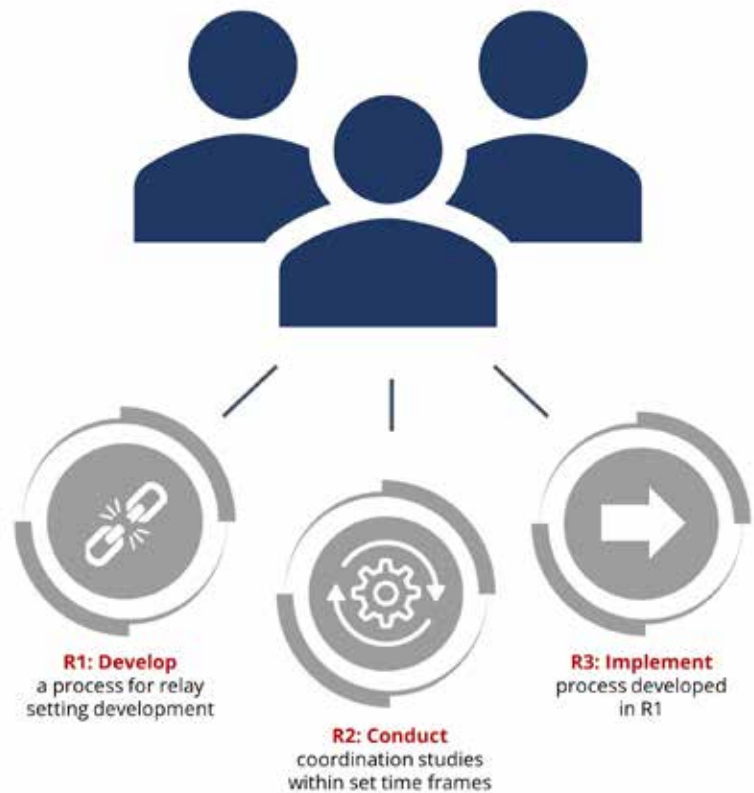 R1: Develop
a process for relay
setting development
R2: Conduct
coordination studies
within set time frames
R3: Implement
process developed
in R1